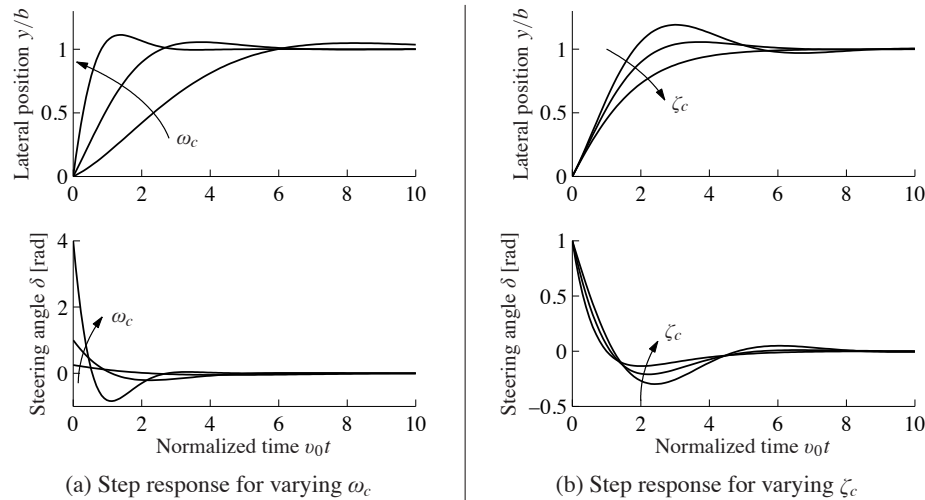 Lateral position y/b
1
0.5
0
0 2 4 6 8 10
ω_c
Steering angle δ [rad]
4
2
0
0 2 4 6 8 10
ω_c
Normalized time v₀t
(a) Step response for varying ω_c
Lateral position y/b
1
0.5
0
0 2 4 6 8 10
ζ_c
Steering angle δ [rad]
1
0.5
0
−0.5
0 2 4 6 8 10
ζ_c
Normalized time v₀t
(b) Step response for varying ζ_c